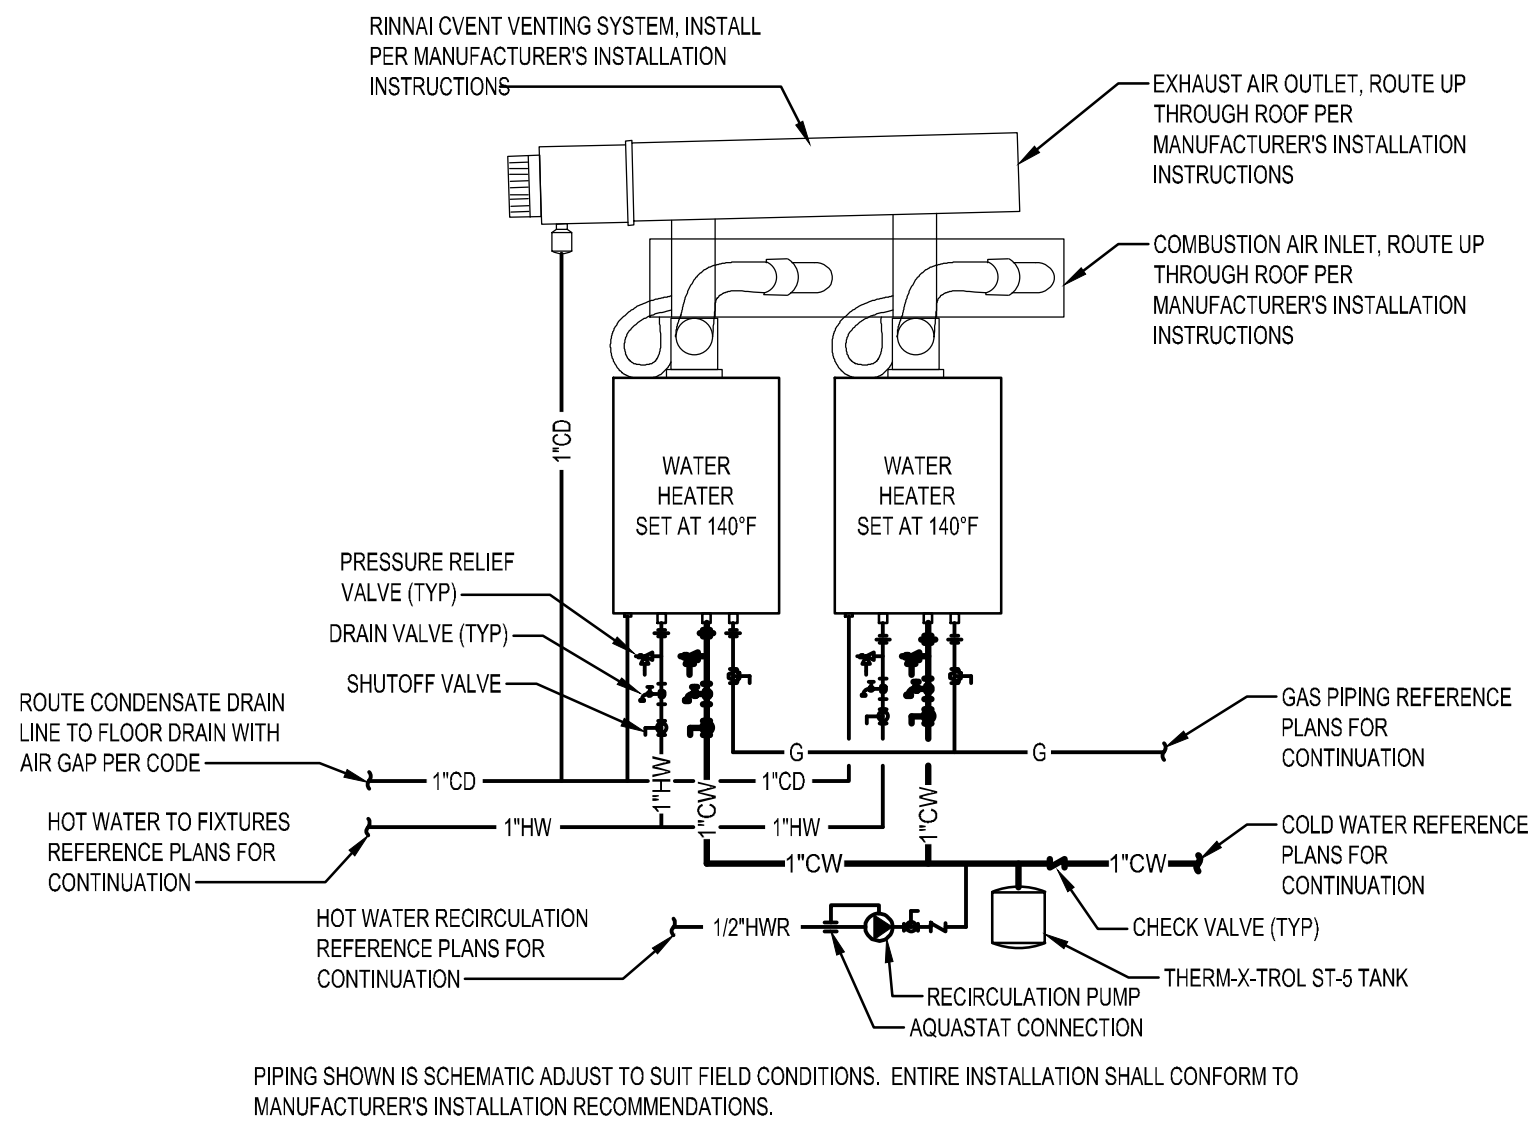 RINNAI CVENT VENTING SYSTEM, INSTALL
PER MANUFACTURER'S INSTALLATION
INSTRUCTIONS
EXHAUST AIR OUTLET, ROUTE UP
THROUGH ROOF PER
MANUFACTURER'S INSTALLATION
INSTRUCTIONS
COMBUSTION AIR INLET, ROUTE UP
THROUGH ROOF PER
MANUFACTURER'S INSTALLATION
INSTRUCTIONS
1"CD
WATER
HEATER
SET AT 140°F
WATER
HEATER
SET AT 140°F
PRESSURE RELIEF
VALVE (TYP)
DRAIN VALVE (TYP)
SHUTOFF VALVE
ROUTE CONDENSATE DRAIN
LINE TO FLOOR DRAIN WITH
AIR GAP PER CODE
GAS PIPING REFERENCE
PLANS FOR
CONTINUATION
G
G
1"CD
1"HW
1"CW
1"CD
1"CW
HOT WATER TO FIXTURES
REFERENCE PLANS FOR
CONTINUATION
1"HW
1"HW
COLD WATER REFERENCE
PLANS FOR
CONTINUATION
1"CW
1"CW
HOT WATER RECIRCULATION
REFERENCE PLANS FOR
CONTINUATION
1/2"HWR
CHECK VALVE (TYP)
THERM-X-TROL ST-5 TANK
RECIRCULATION PUMP
AQUASTAT CONNECTION
PIPING SHOWN IS SCHEMATIC ADJUST TO SUIT FIELD CONDITIONS.  ENTIRE INSTALLATION SHALL CONFORM TO
MANUFACTURER'S INSTALLATION RECOMMENDATIONS.